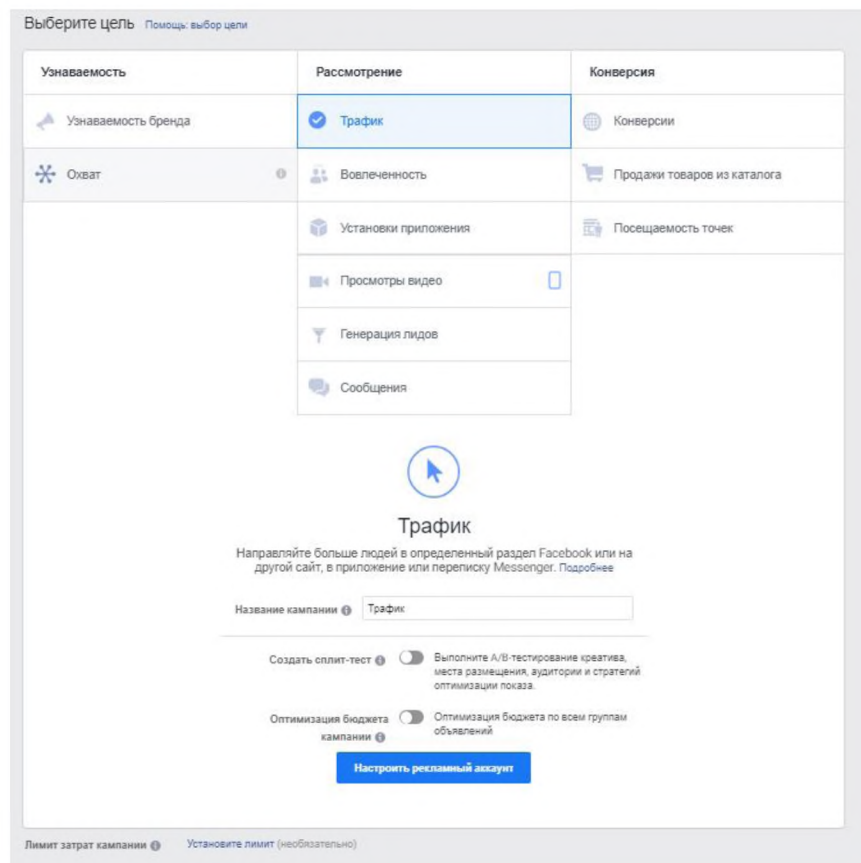 Выберите цель Помощь: выбор цели
Узнаваемость Рассмотрение Конверсия
Узнаваемость бренда Трафик Конверсии
Охват Вовлеченность Продажи товаров из каталога
Установки приложения Посещаемость точек
Просмотры видео
Генерация лидов
Сообщения
Трафик
Направляйте больше людей в определенный раздел Facebook или на
другой сайт, в приложение или переписку Messenger. Подробнее
Название кампании Трафик
Создать сплит-тест Выполните A/B-тестирование креатива,
места размещения, аудитории и стратегий
оптимизации показа.
Оптимизация бюджета Оптимизация бюджета по всем группам
кампании объявлений
Настроить рекламный аккаунт
Лимит затрат кампании Установите лимит (необязательно)